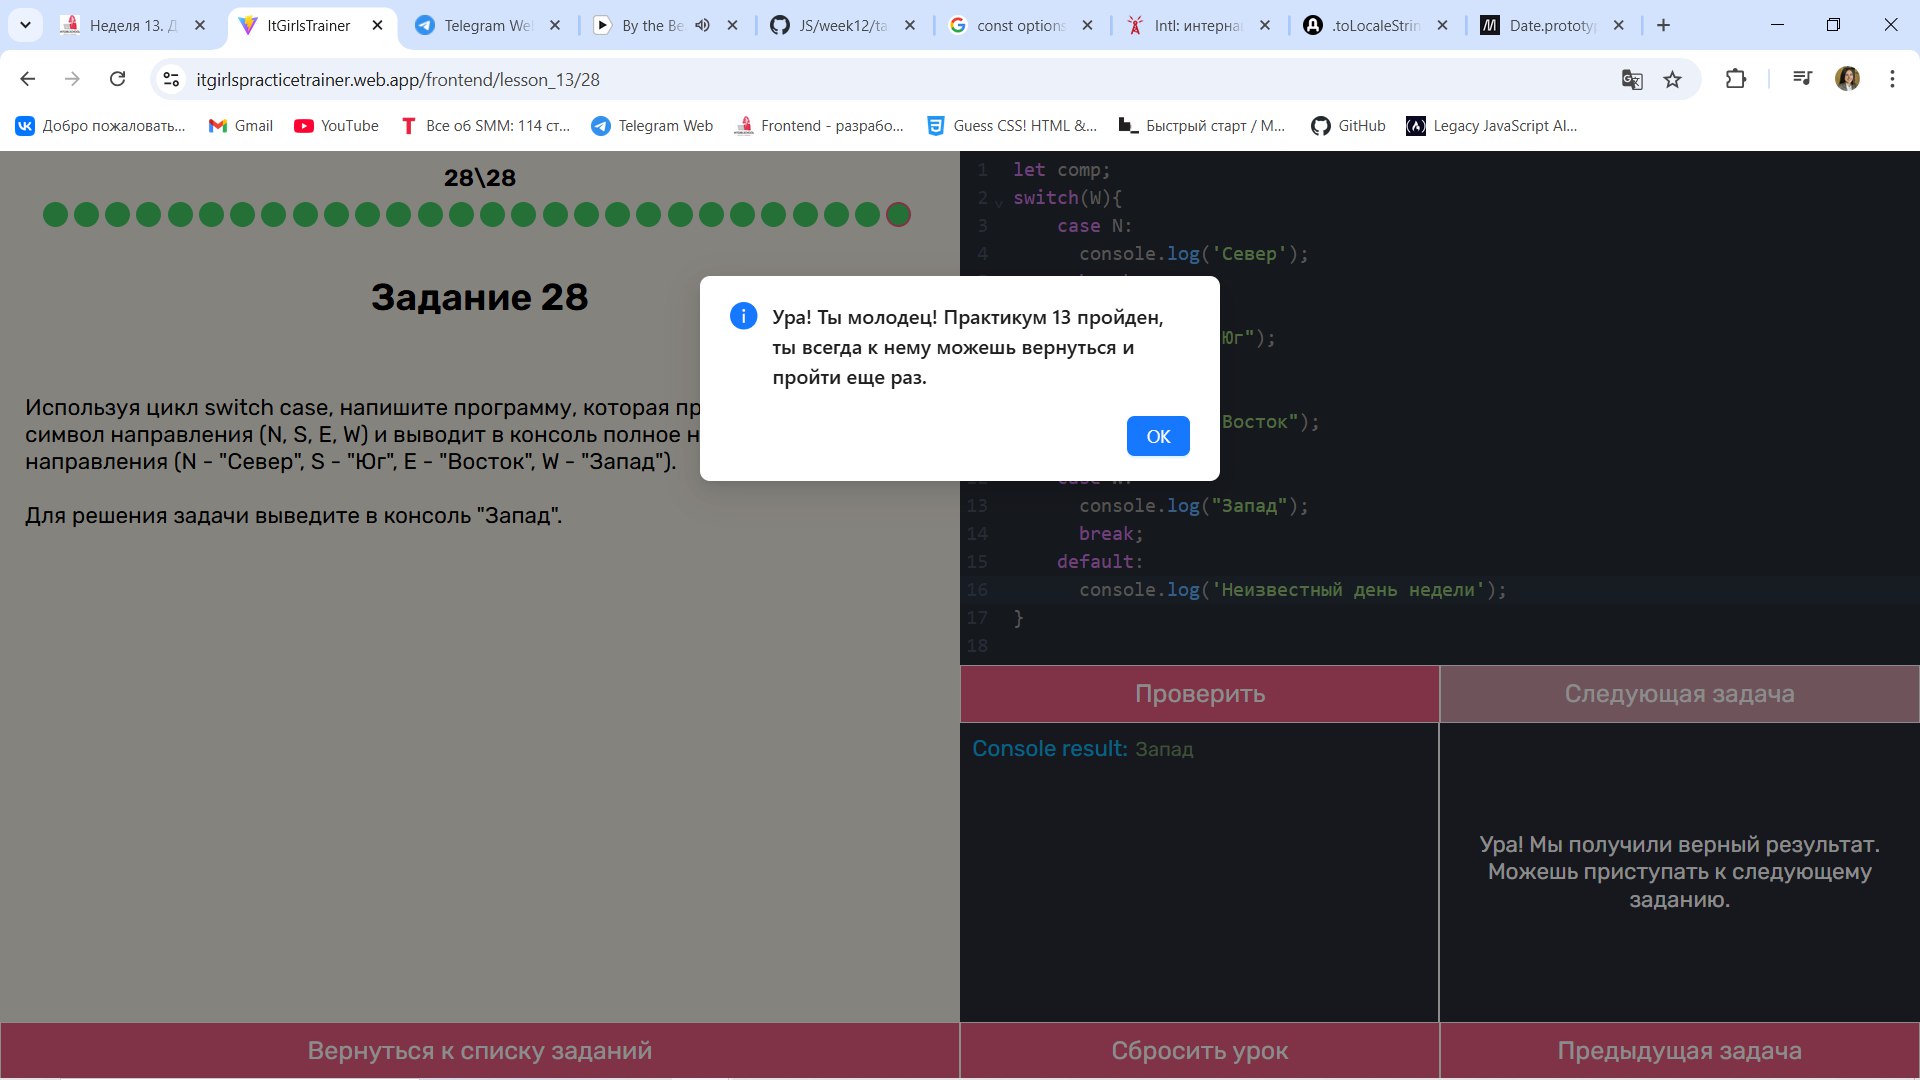 Неделя 13. Д
ItGirlsTrainer
Telegram We
By the Be
JS/week12/ta
const options
Intl: интерна
.toLocaleStrin
Date.prototyp
itgirlspracticetrainer.web.app/frontend/lesson_13/28
Добро пожаловать...
Gmail
YouTube
Все об SMM: 114 ст...
Telegram Web
Frontend - разрабо...
Guess CSS! HTML &...
Быстрый старт / М...
GitHub
Legacy JavaScript Al...
28\28
Задание 28
Используя цикл switch case, напишите программу, которая пр
символ направления (N, S, E, W) и выводит в консоль полное н
направления (N - "Север", S - "Юг", E - "Восток", W - "Запад").
Для решения задачи выведите в консоль "Запад".
1 let comp;
2 switch(W){
3 case N:
4 console.log('Север');
Юг");
Восток");
13 console.log("Запад");
14 break;
15 default:
16 console.log('Неизвестный день недели');
17 }
18
Ура! Ты молодец! Практикум 13 пройден,
ты всегда к нему можешь вернуться и
пройти еще раз.
OK
Проверить
Следующая задача
Console result: Запад
Ура! Мы получили верный результат.
Можешь приступать к следующему
заданию.
Вернуться к списку заданий
Сбросить урок
Предыдущая задача